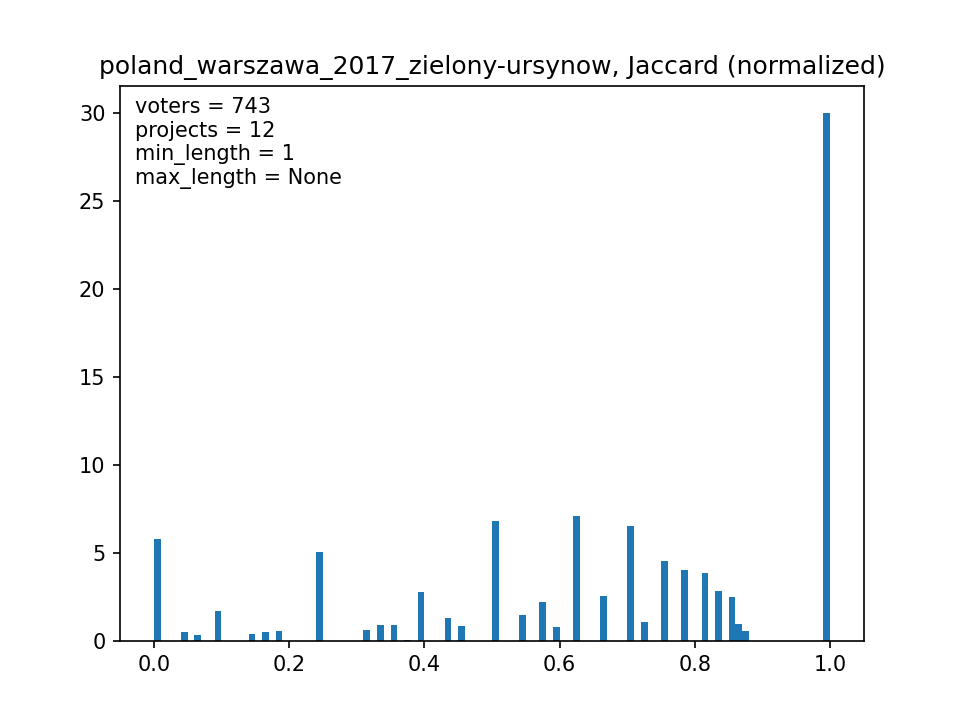 poland_warszawa_2017_zielony-ursynow, Jaccard (normalized)
voters = 743
projects = 12
min_length = 1
max_length = None
30
25
20
15
10
5
0
0.0 0.2 0.4 0.6 0.8 1.0